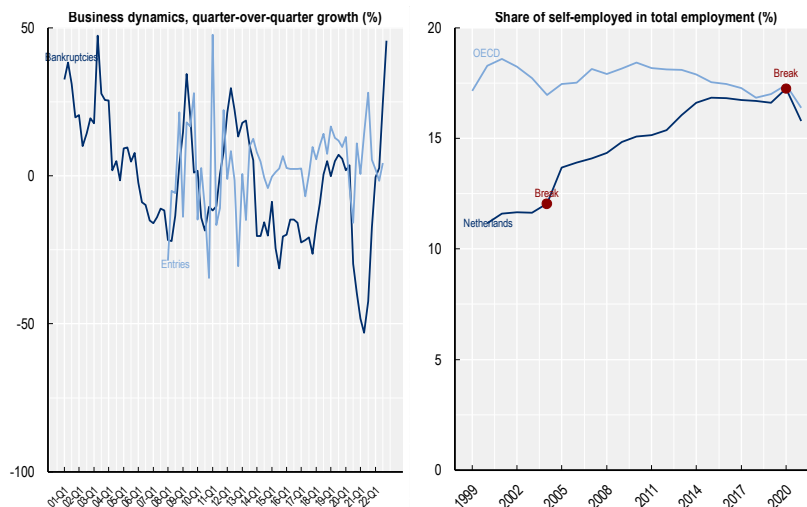 Business dynamics, quarter-over-quarter growth (%)
50
0
-50
-100
Bankruptcies
Entries
01-Q1
02-Q1
03-Q1
04-Q1
05-Q1
06-Q1
07-Q1
08-Q1
09-Q1
10-Q1
11-Q1
12-Q1
13-Q1
14-Q1
15-Q1
16-Q1
17-Q1
18-Q1
19-Q1
20-Q1
21-Q1
22-Q1
Share of self-employed in total employment (%)
20
15
10
5
0
OECD
Break
Break
Netherlands
1999
2002
2005
2008
2011
2014
2017
2020